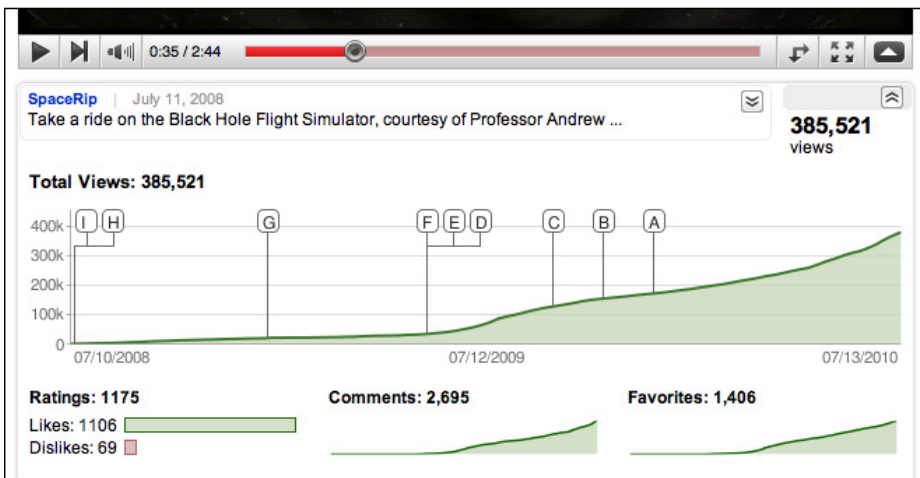 0:35 / 2:44
SpaceRip | July 11, 2008
Take a ride on the Black Hole Flight Simulator, courtesy of Professor Andrew ...
385,521
views
Total Views: 385,521
400k
300k
200k
100k
0
I H G F E D C B A
07/10/2008 07/12/2009 07/13/2010
Ratings: 1175 Comments: 2,695 Favorites: 1,406
Likes: 1106
Dislikes: 69